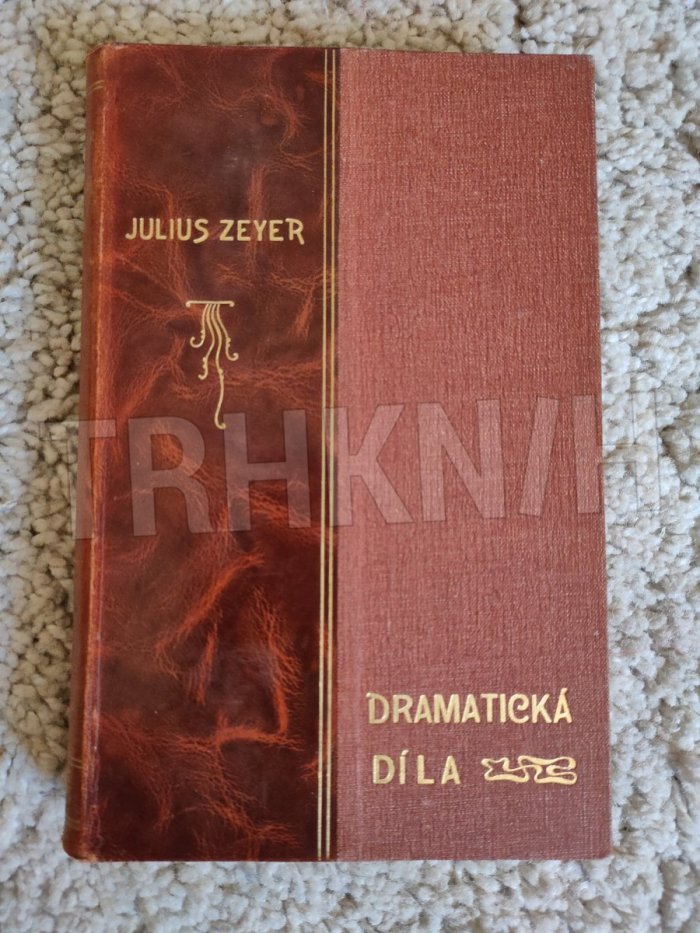 JULIUS ZEYER
TRHKNIH
DRAMATICKÁ
DÍLA